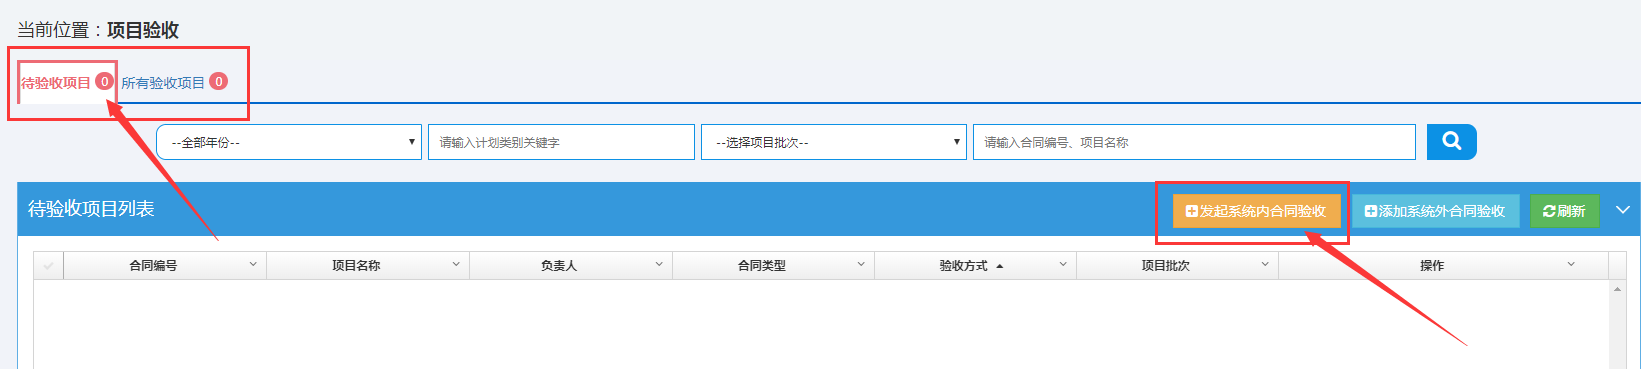 当前位置：项目验收
待验收项目 0 所有验收项目 0
--全部年份-- 请输入计划类别关键字 --选择项目批次-- 请输入合同编号、项目名称
待验收项目列表 发起系统内合同验收 添加系统外合同验收 刷新
合同编号 项目名称 负责人 合同类型 验收方式 项目批次 操作